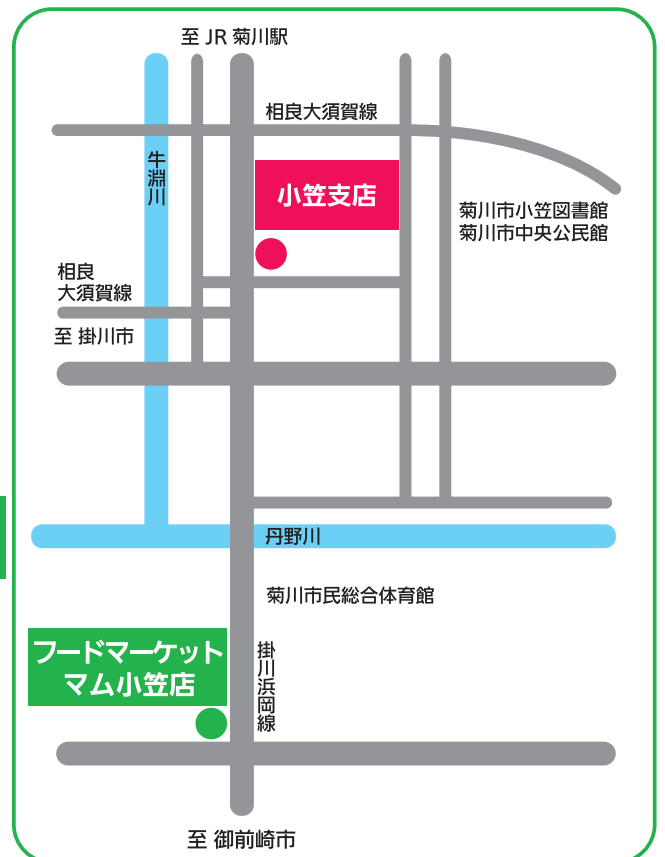 至 JR 菊川駅
相良大須賀線
牛淵川
小笠支店
菊川市小笠図書館
菊川市中央公民館
相良
大須賀線
至 掛川市
丹野川
菊川市民総合体育館
フードマーケット
マム小笠店
掛川浜岡線
至 御前崎市